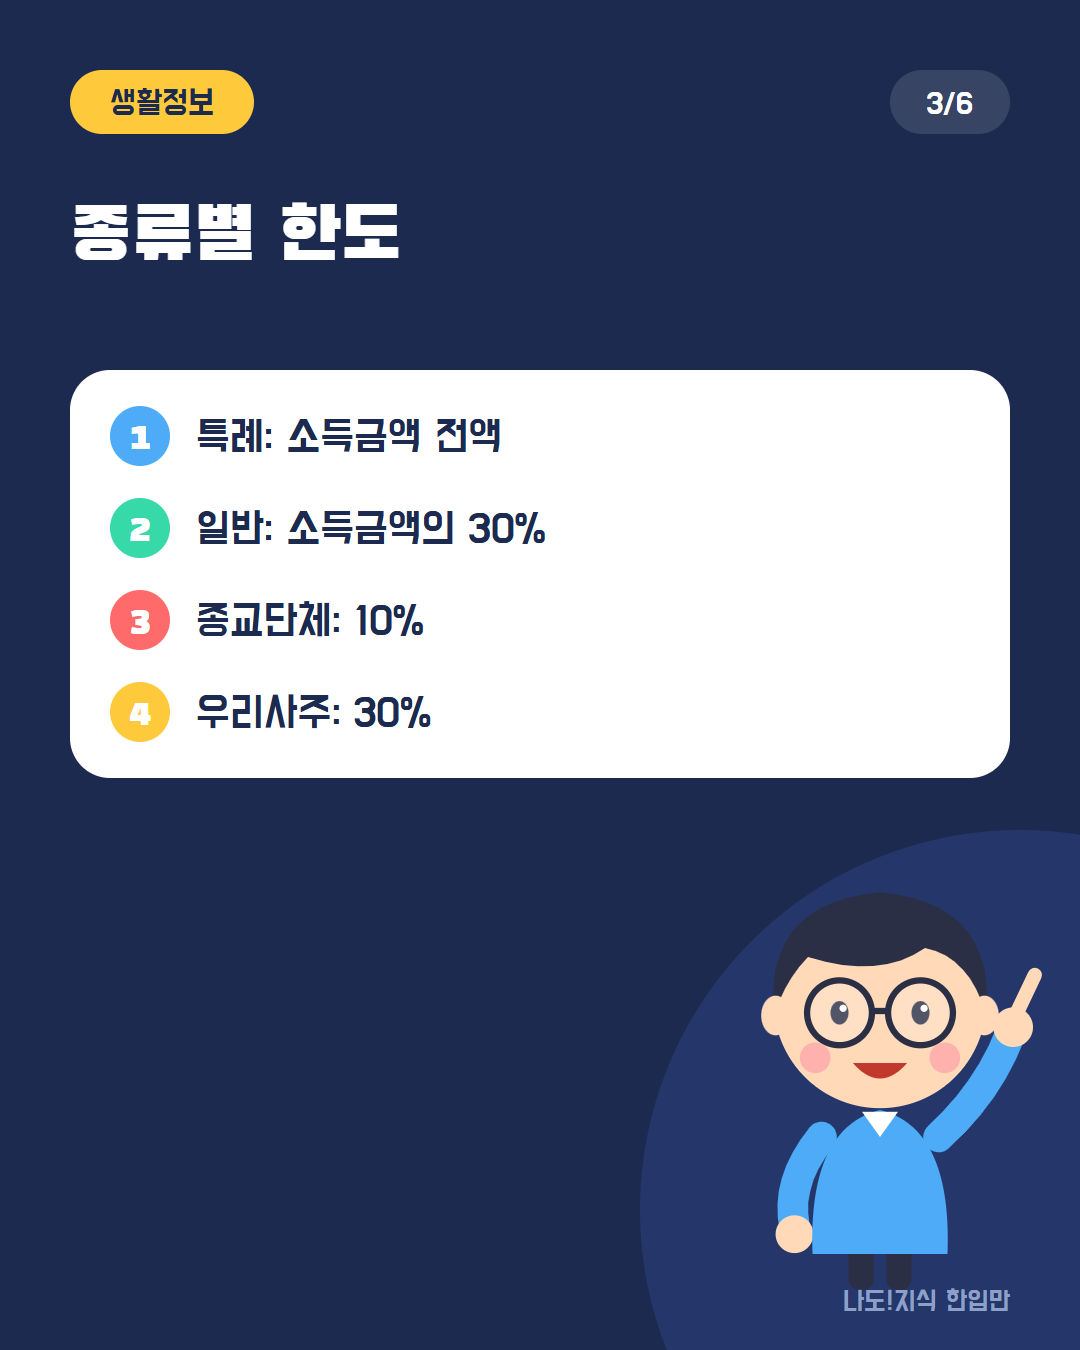 생활정보
3/6
종류별 한도
1 특례: 소득금액 전액
2 일반: 소득금액의 30%
3 종교단체: 10%
4 우리사주: 30%
나도!지식 한입만